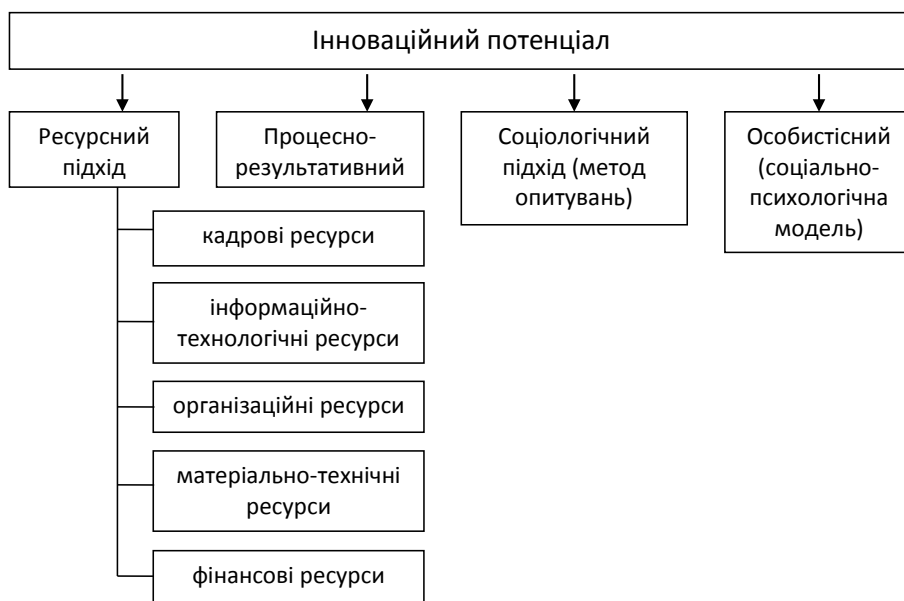 Інноваційний потенціал
Ресурсний
підхід
Процесно-
результативний
Соціологічний
підхід (метод
опитувань)
Особистісний
(соціально-
психологічна
модель)
кадрові ресурси
інформаційно-
технологічні ресурси
організаційні ресурси
матеріально-технічні
ресурси
фінансові ресурси